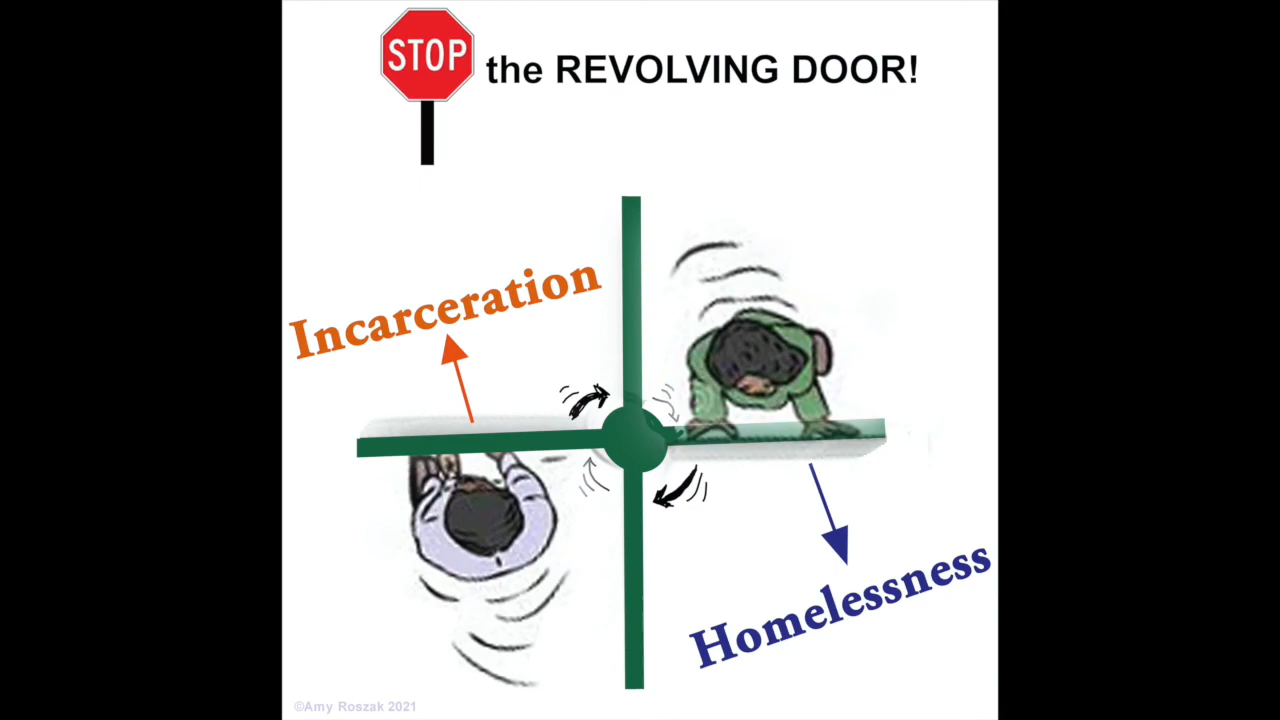 STOP the REVOLVING DOOR!
Incarceration
Homelessness
©Amy Roszak 2021